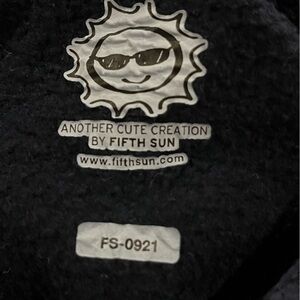 ANOTHER CUTE CREATION
BY FIFTH SUN
www.fifthsun.com
FS-0921